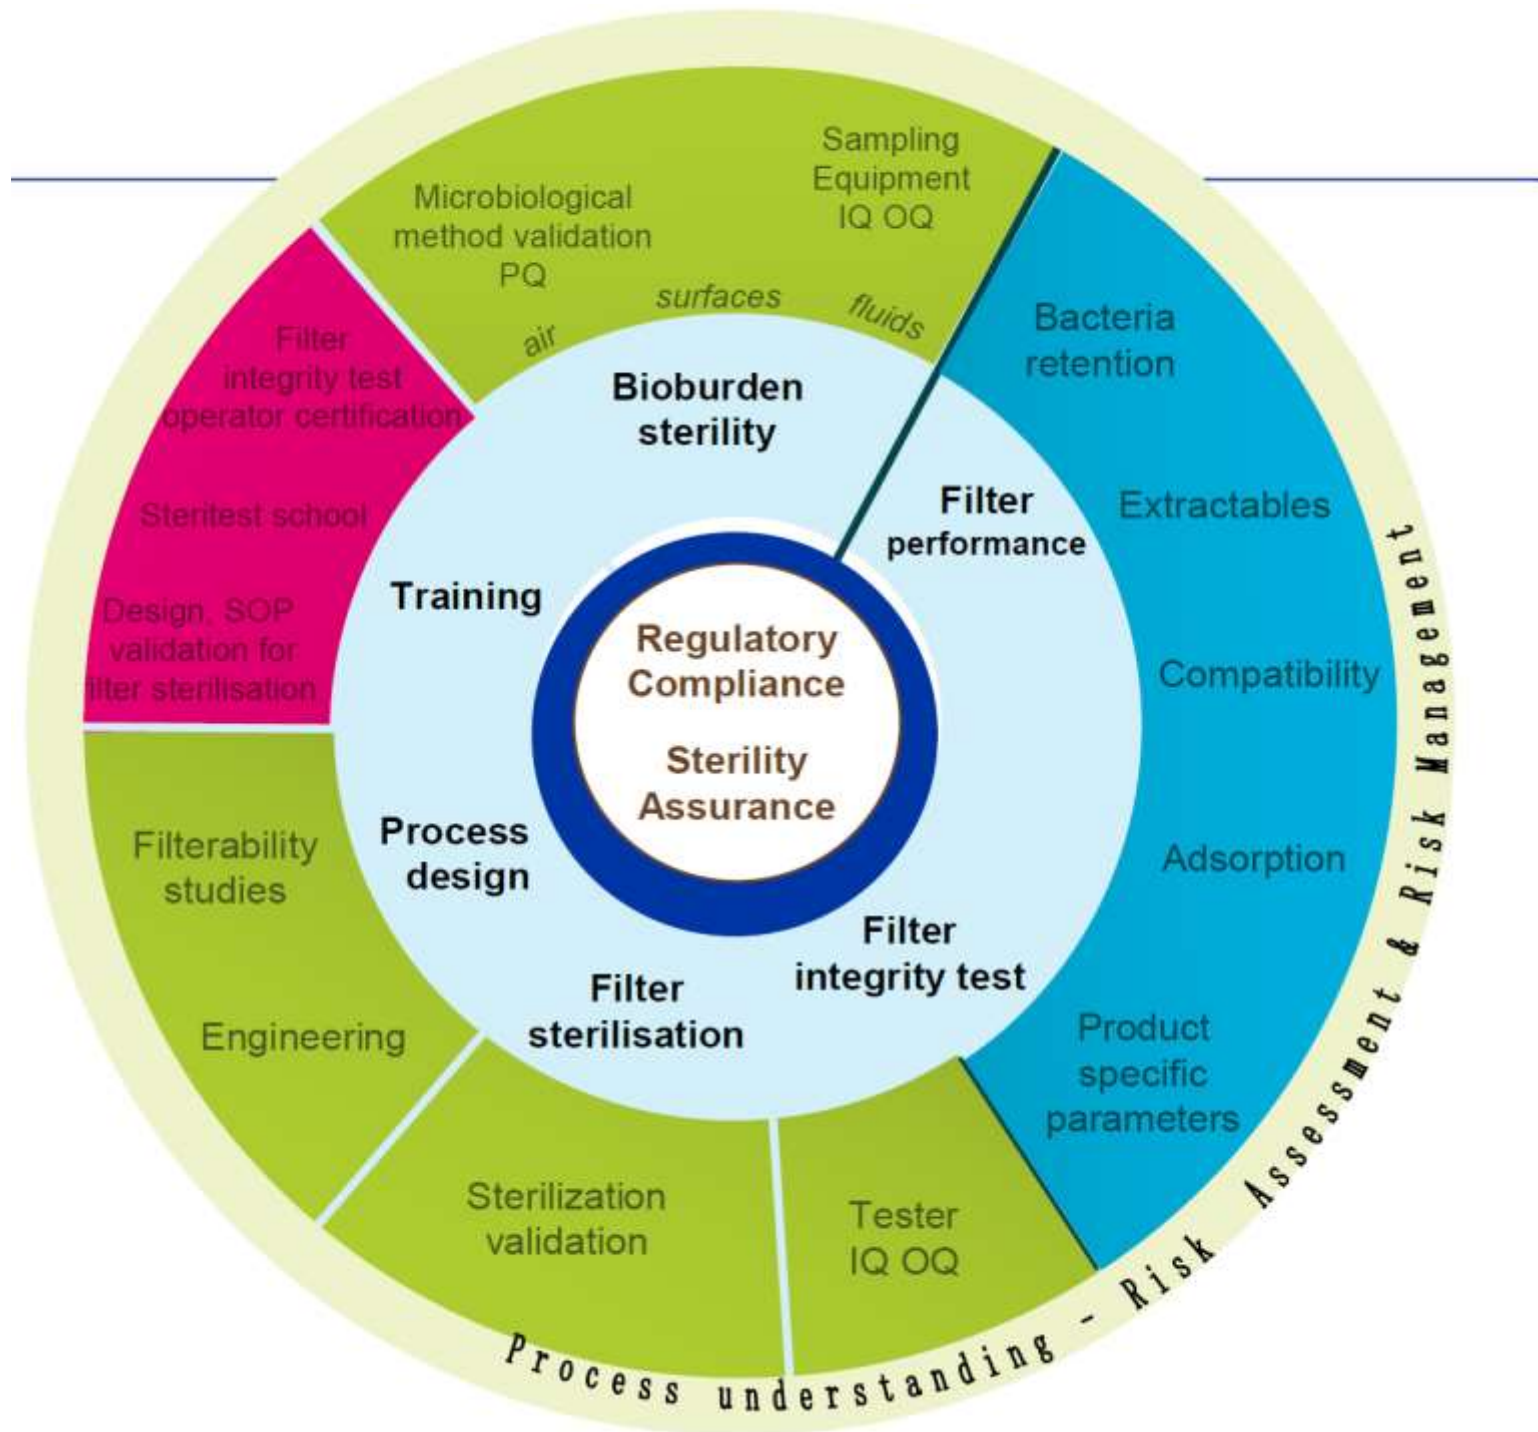 Sampling
Equipment
IQ OQ
Microbiological
method validation
PQ
air
surfaces
fluids
Bioburden
sterility
Bacteria
retention
Extractables
Compatibility
Adsorption
Product
specific
parameters
Filter
performance
Filter
integrity test
operator certification
Steritest school
Design, SOP
validation for
filter sterilisation
Training
Regulatory
Compliance
Sterility
Assurance
Process
design
Filterability
studies
Engineering
Filter
sterilisation
Filter
integrity test
Sterilization
validation
Tester
IQ OQ
Process understanding - Risk Assessment & Risk Management